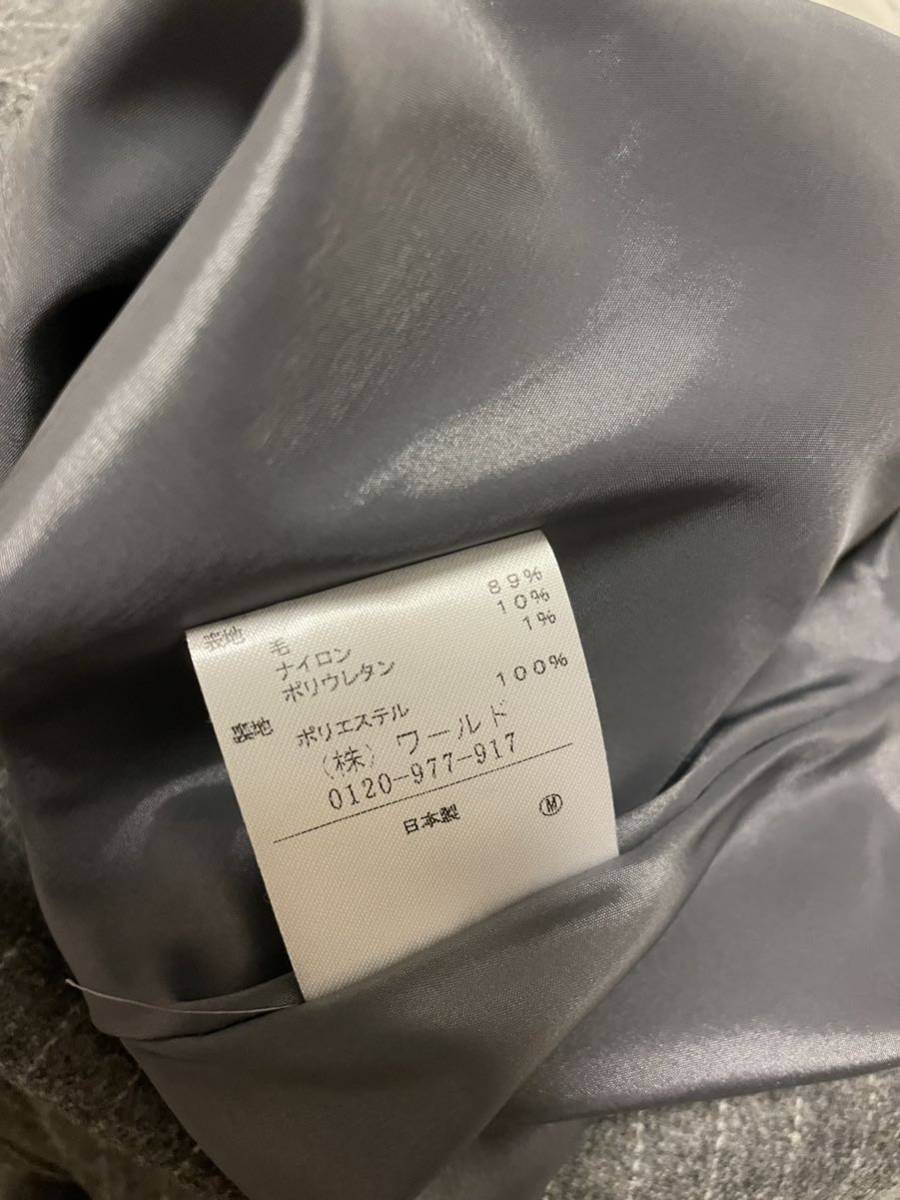 表地 毛 89%
ナイロン 10%
ポリウレタン 1%
裏地 ポリエステル 100%
(株) ワールド
0120-977-917
日本製 Ⓜ